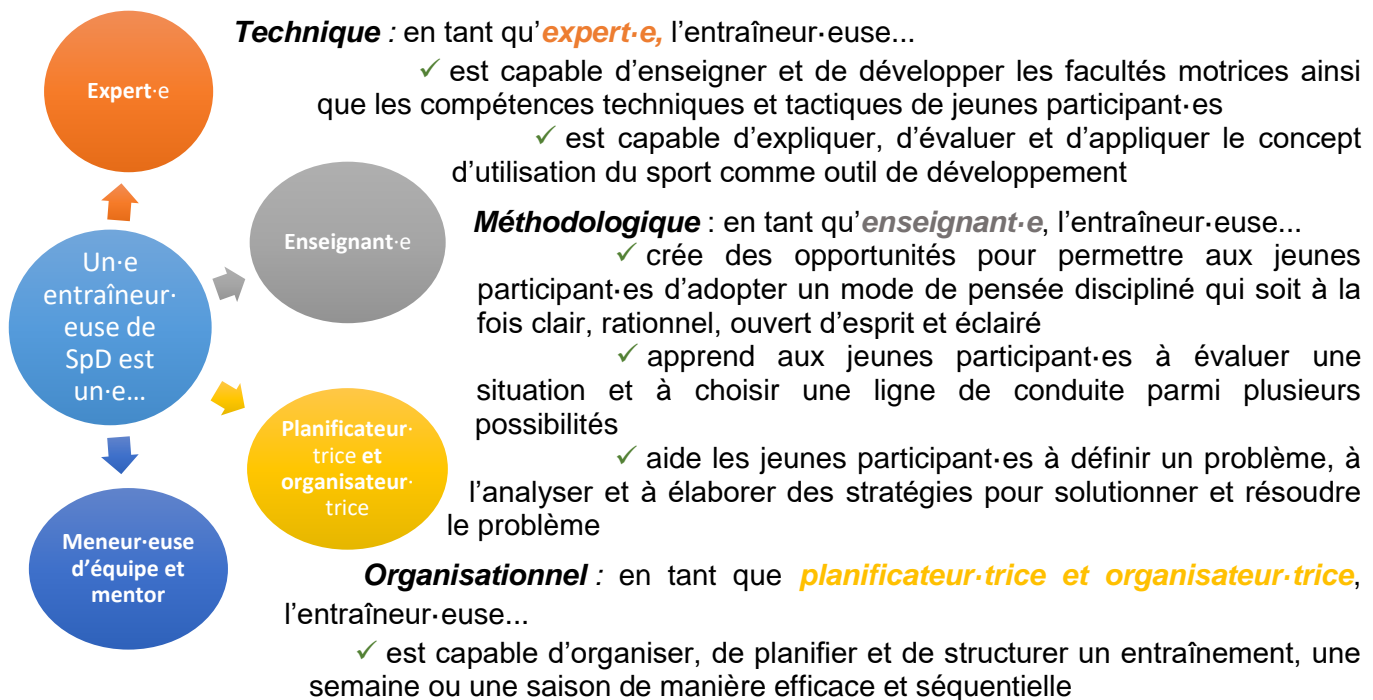 Expert·e
Enseignant·e
Un·e
entraîneur·
euse de
SpD est
un·e...
Planificateur·
trice et
organisateur·
trice
Meneur·euse
d'équipe et
mentor
Technique : en tant qu'expert·e, l'entraîneur·euse...
✓ est capable d'enseigner et de développer les facultés motrices ainsi
que les compétences techniques et tactiques de jeunes participant·es
✓ est capable d'expliquer, d'évaluer et d'appliquer le concept
d'utilisation du sport comme outil de développement
Méthodologique : en tant qu'enseignant·e, l'entraîneur·euse...
✓ crée des opportunités pour permettre aux jeunes
participant·es d'adopter un mode de pensée discipliné qui soit à la
fois clair, rationnel, ouvert d'esprit et éclairé
✓ apprend aux jeunes participant·es à évaluer une
situation et à choisir une ligne de conduite parmi plusieurs
possibilités
✓ aide les jeunes participant·es à définir un problème, à
l'analyser et à élaborer des stratégies pour solutionner et résoudre
le problème
Organisationnel : en tant que planificateur·trice et organisateur·trice,
l'entraîneur·euse...
✓ est capable d'organiser, de planifier et de structurer un entraînement, une
semaine ou une saison de manière efficace et séquentielle